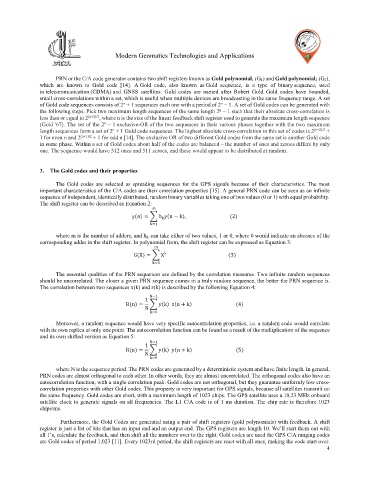 Modern Geomatics Technologies and Applications
PRN or the C/A code generator contains two shift registers known as Gold polynomial; (G₁) and Gold polynomial; (G₂),
which are known to Gold code [14]. A Gold code, also known as Gold sequence, is a type of binary sequence, used
in telecommunication (CDMA) and GNSS satellites. Gold codes are named after Robert Gold. Gold codes have bounded,
small cross-correlations within a set, which is useful when multiple devices are broadcasting in the same frequency range. A set
of Gold code sequences consists of 2ⁿ + 1 sequences each one with a period of 2ⁿ − 1. A set of Gold codes can be generated with
the following steps. Pick two maximum length sequences of the same length 2ⁿ − 1 such that their absolute cross-correlation is
less than or equal to 2⁽ⁿ⁺²⁾/², where n is the size of the linear feedback shift register used to generate the maximum length sequence
(Gold '67). The set of the 2ⁿ − 1 exclusive-OR of the two sequences in their various phases together with the two maximum
length sequences form a set of 2ⁿ + 1 Gold code sequences. The highest absolute cross-correlation in this set of codes is 2⁽ⁿ⁺²⁾/² +
1 for even n and 2⁽ⁿ⁺¹⁾/² + 1 for odd n [14]. The exclusive OR of two different Gold codes from the same set is another Gold code
in some phase. Within a set of Gold codes about half of the codes are balanced – the number of ones and zeroes differs by only
one. The sequence would have 512 ones and 511 zeroes, and these would appear to be distributed at random.
3. The Gold codes and their properties
The Gold codes are selected as spreading sequences for the GPS signals because of their characteristics. The most
important characteristics of the C/A codes are their correlation properties [15]. A general PRN code can be seen as an infinite
sequence of independent, identically distributed, random binary variables taking one of two values (0 or 1) with equal probability.
The shift register can be described as Equation 2:
y(n) = ∑ hₖy(n − k), (2)
where m is the number of adders, and hₖ can take either of two values, 1 or 0, where 0 would indicate an absence of the
corresponding adder in the shift register. In polynomial form, the shift register can be expressed as Equation 3:
G(X) = ∑ Xᵏ (3)
The essential qualities of the PRN sequences are defined by the correlation measures. Two infinite random sequences
should be uncorrelated. The closer a given PRN sequence comes in a truly random sequence, the better the PRN sequence is.
The correlation between two sequences x(k) and z(k) is described by the following Equation-4:
R(n) = 1/N ∑ y(k) z(n + k) (4)
Moreover, a random sequence would have very specific autocorrelation properties, i.e. a random code would correlate
with its own replica at only one point. The autocorrelation function can be found as a result of the multiplication of the sequence
and its own shifted version as Equation 5:
R(n) = 1/N ∑ y(k) y(n + k) (5)
where N is the sequence period. The PRN codes are generated by a deterministic system and have finite length. In general,
PRN codes are almost orthogonal to each other. In other words, they are almost uncorrelated. The orthogonal codes also have an
autocorrelation function, with a single correlation peak. Gold codes are not orthogonal, but they guarantee uniformly low cross-
correlation properties with other Gold codes. This property is very important for GPS signals, because all satellites transmit on
the same frequency. Gold codes are short, with a maximum length of 1023 chips. The GPS satellite uses a 10.23 MHz onboard
satellite clock to generate signals on all frequencies. The L1 C/A code is of 1 ms duration. The chip rate is therefore 1023
chips/ms.
Furthermore, the Gold Codes are generated using a pair of shift registers (gold polynomials) with feedback. A shift
register is just a list of bits that has an input end and an output end. The GPS registers are length 10. We'll start them out with
all 1's, calculate the feedback, and then shift all the numbers over to the right. Gold codes are used the GPS C/A ranging codes
are Gold codes of period 1,023 [11]. Every 1023rd period, the shift registers are reset with all ones, making the code start over.
4